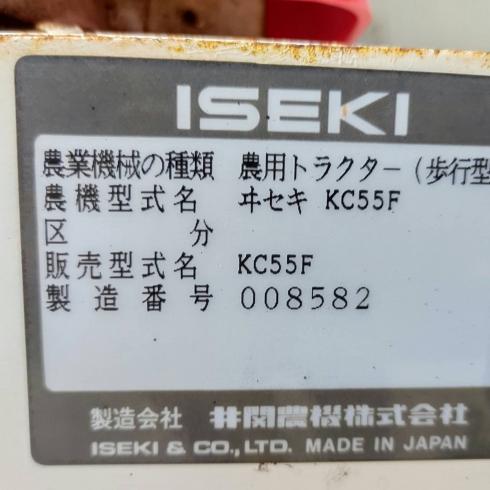 ISEKI
農業機械の種類 農用トラクター(歩行型
農機型式名 ヰセキ KC55F
区分
販売型式名 KC55F
製造番号 008582
製造会社 井関農機株式会社
ISEKI & CO., LTD. MADE IN JAPAN